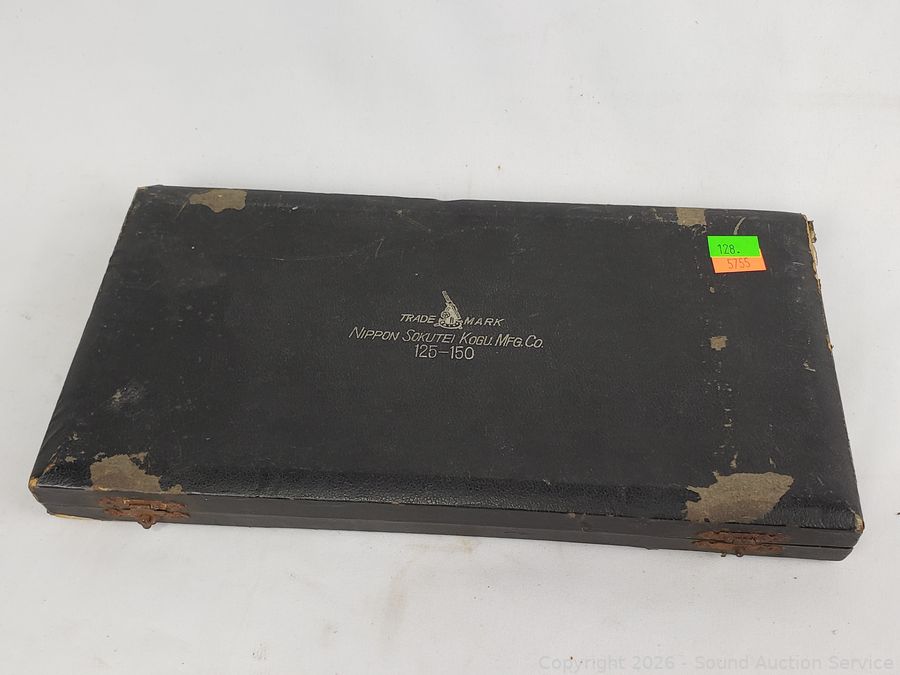 128.
5755
TRADE MARK
NIPPON SOKUTEI KOGU. MFG. CO.
125-150
Copyright 2026 - Sound Auction Service